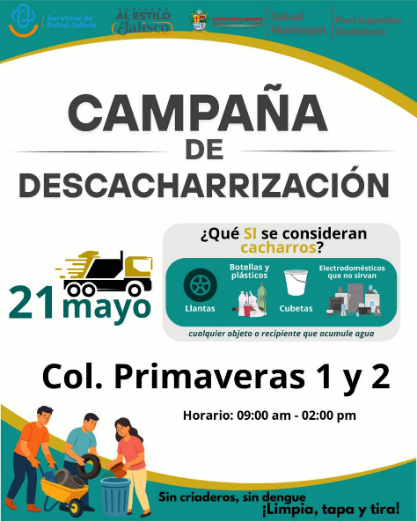 Servicios de
Salud Jalisco
AL ESTILO
Jalisco
Salud
Municipal
Participación
Ciudadana
CAMPAÑA
DE
DESCACHARRIZACIÓN
¿Qué SI se consideran
cacharros?
Llantas
Botellas y
plásticos
Cubetas
Electrodomésticos
que no sirvan
cualquier objeto o recipiente que acumule agua
21 mayo
Col. Primaveras 1 y 2
Horario: 09:00 am - 02:00 pm
Sin criaderos, sin dengue
¡Limpia, tapa y tira!